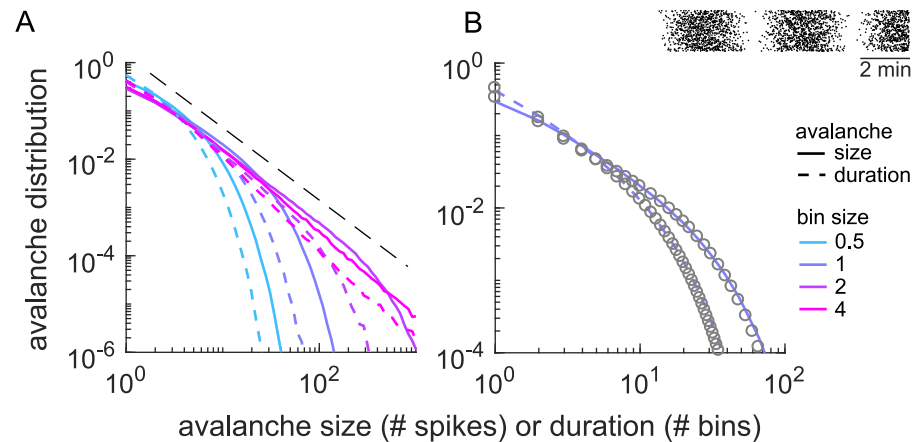 A
B
2 min
10^0
10^-2
10^-4
10^-6
10^0
10^2
avalanche distribution
10^0
10^-2
10^-4
10^0
10^1
10^2
avalanche
size
duration
bin size
0.5
1
2
4
avalanche size (# spikes) or duration (# bins)